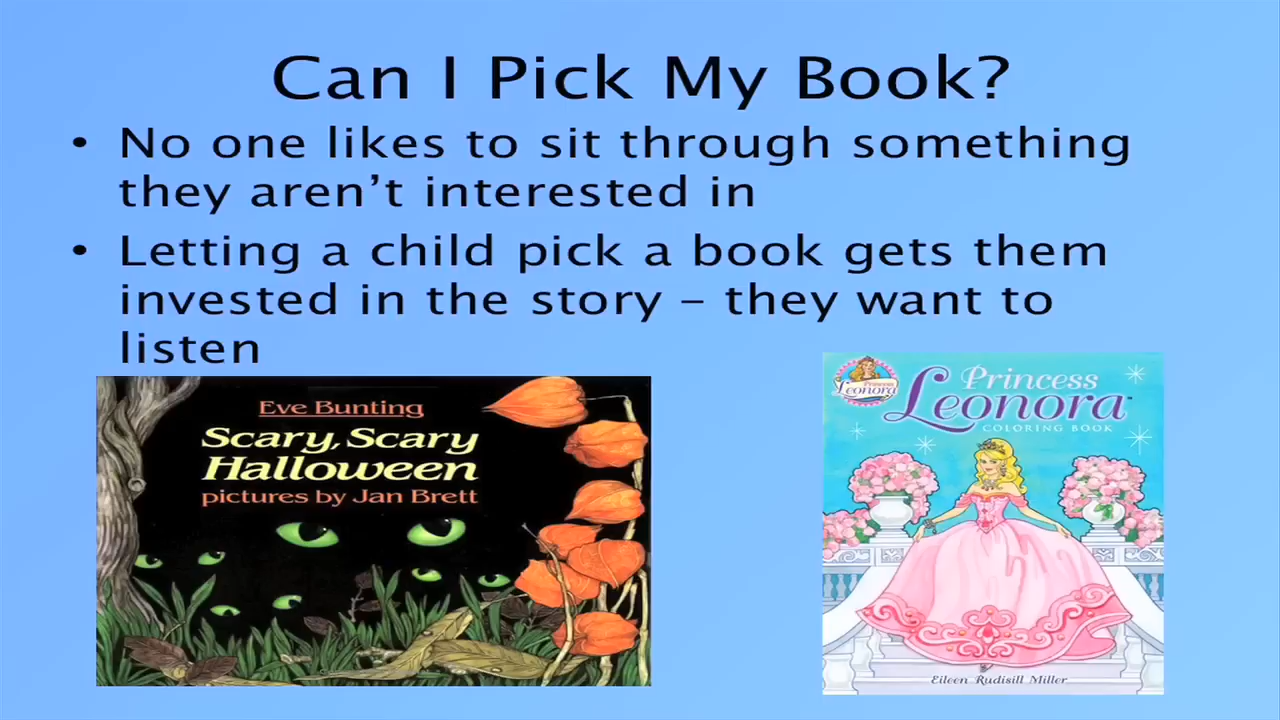 Can I Pick My Book?
• No one likes to sit through something
they aren’t interested in
• Letting a child pick a book gets them
invested in the story – they want to
listen
Eve Bunting
Scary, Scary
Halloween
pictures by Jan Brett
Princess
Leonora
Princess
Leonora™
COLORING BOOK
Eileen Rudisill Miller